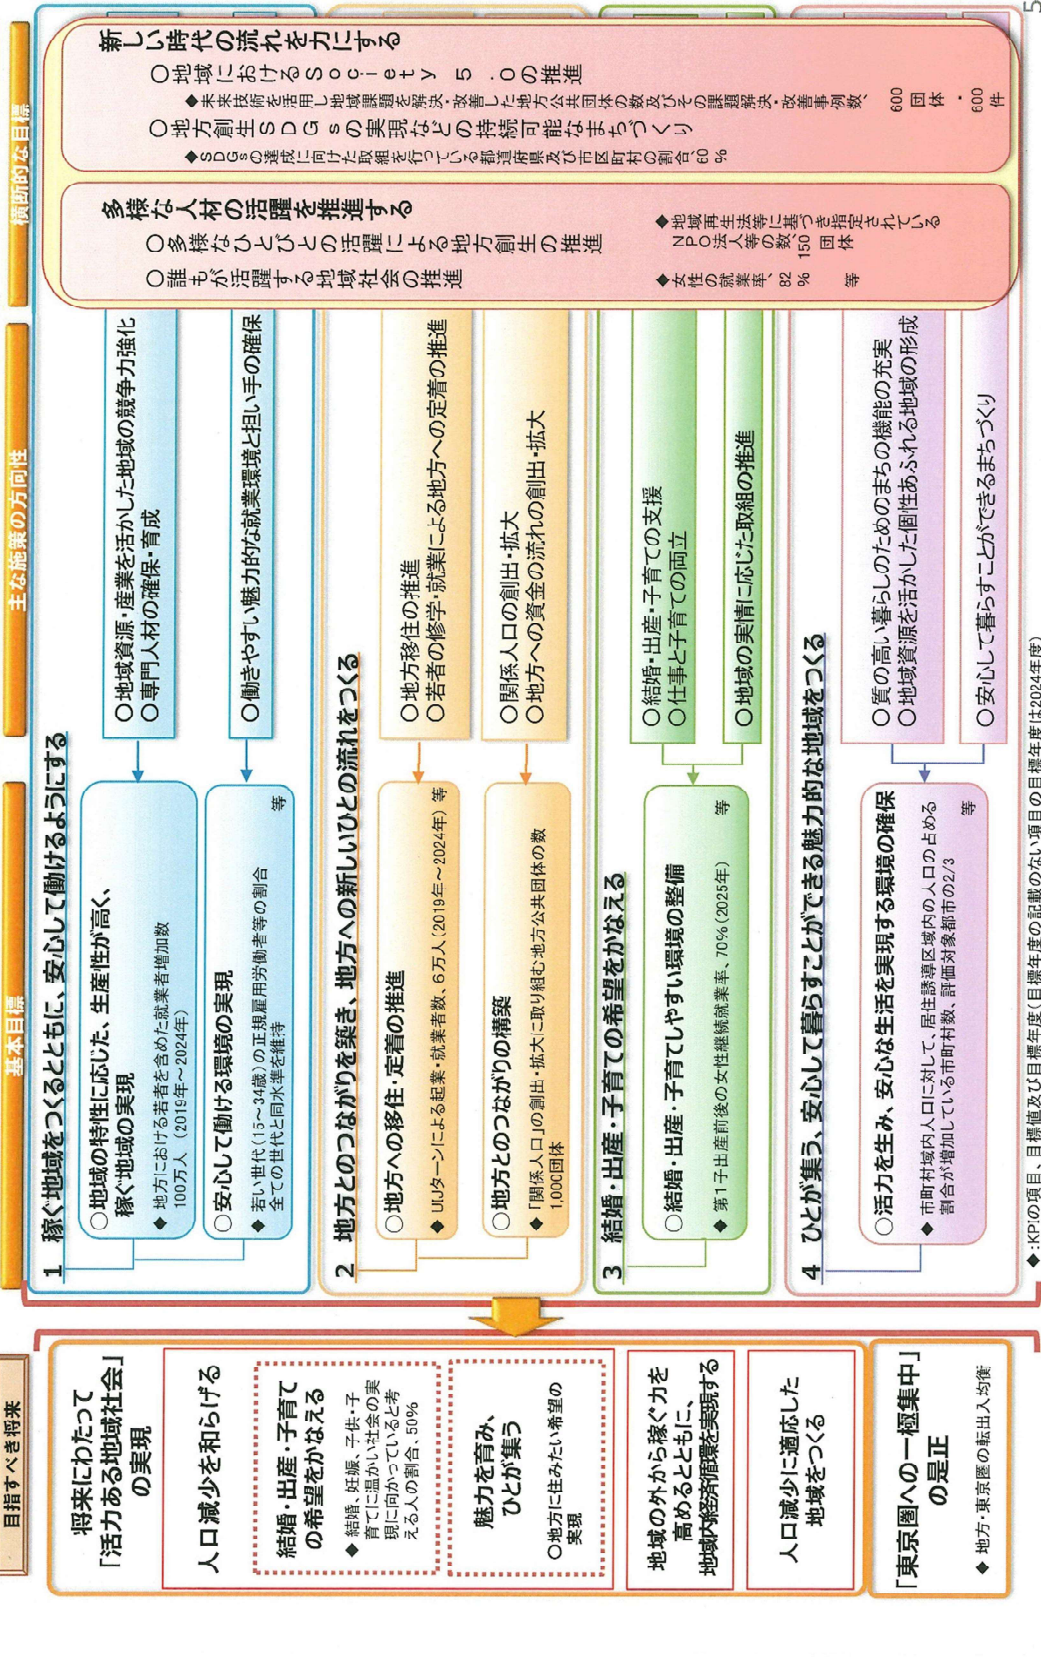 目指すべき将来
将来にわたって
「活力ある地域社会」
の実現
人口減少を和らげる
結婚・出産・子育て
の希望をかなえる
◆ 結婚、妊娠、子供・子
育てに温かい社会の実
現に向かっていると考
える人の割合、50%
魅力を育み、
ひとが集う
○地方に住みたい希望の
実現
地域の外から稼ぐ力を
高めるとともに、
地域内経済循環を実現する
人口減少に適応した
地域をつくる
「東京圏への一極集中」
の是正
◆ 地方・東京圏の転出入均衡
基本目標
主な施策の方向性
横断的な目標
1 稼ぐ地域をつくるとともに、安心して働けるようにする
○地域の特性に応じた、生産性が高く、
稼ぐ地域の実現
◆ 地方における若者を含めた就業者増加数
100万人 (2019年～2024年)
○地域資源・産業を活かした地域の競争力強化
○専門人材の確保・育成
○安心して働ける環境の実現
◆ 若い世代(15～34歳)の正規雇用労働者等の割合 等
全ての世代と同水準を維持
○働きやすい魅力的な就業環境と担い手の確保
2 地方とのつながりを築き、地方への新しいひとの流れをつくる
○地方への移住・定着の推進
◆ UIJターンによる起業・就業者数、6万人(2019年～2024年) 等
○地方移住の推進
○若者の修学・就業による地方への定着の推進
○地方とのつながりの構築
◆ 「関係人口」の創出・拡大に取り組む地方公共団体の数
1,000団体
○関係人口の創出・拡大
○地方への資金の流れの創出・拡大
3 結婚・出産・子育ての希望をかなえる
○結婚・出産・子育てしやすい環境の整備
◆ 第1子出産前後の女性継続就業率、70%(2025年) 等
○結婚・出産・子育ての支援
○仕事と子育ての両立
○地域の実情に応じた取組の推進
4 ひとが集う、安心して暮らすことができる魅力的な地域をつくる
○活力を生み、安心な生活を実現する環境の確保
◆ 市町村域内人口に対して、居住誘導区域内の人口の占める
割合が増加している市町村数、評価対象都市の2/3 等
○質の高い暮らしのためのまちの機能の充実
○地域資源を活かした個性あふれる地域の形成
○安心して暮らすことができるまちづくり
多様な人材の活躍を推進する
○多様なひとびとの活躍による地方創生の推進
◆地域再生法等に基づき指定されている
NPO法人等の数、150 団体
○誰もが活躍する地域社会の推進
◆女性の就業率、82 % 等
新しい時代の流れを力にする
○地域におけるSociety 5.0の推進
◆未来技術を活用し地域課題を解決・改善した地方公共団体の数及びその課題解決・改善事例数、 600 団体・600 件
○地方創生SDGsの実現などの持続可能なまちづくり
◆SDGsの達成に向けた取組を行っている都道府県及び市区町村の割合、60 %
◆:KPIの項目、目標値及び目標年度(目標年度の記載のない項目の目標年度は2024年度)
5